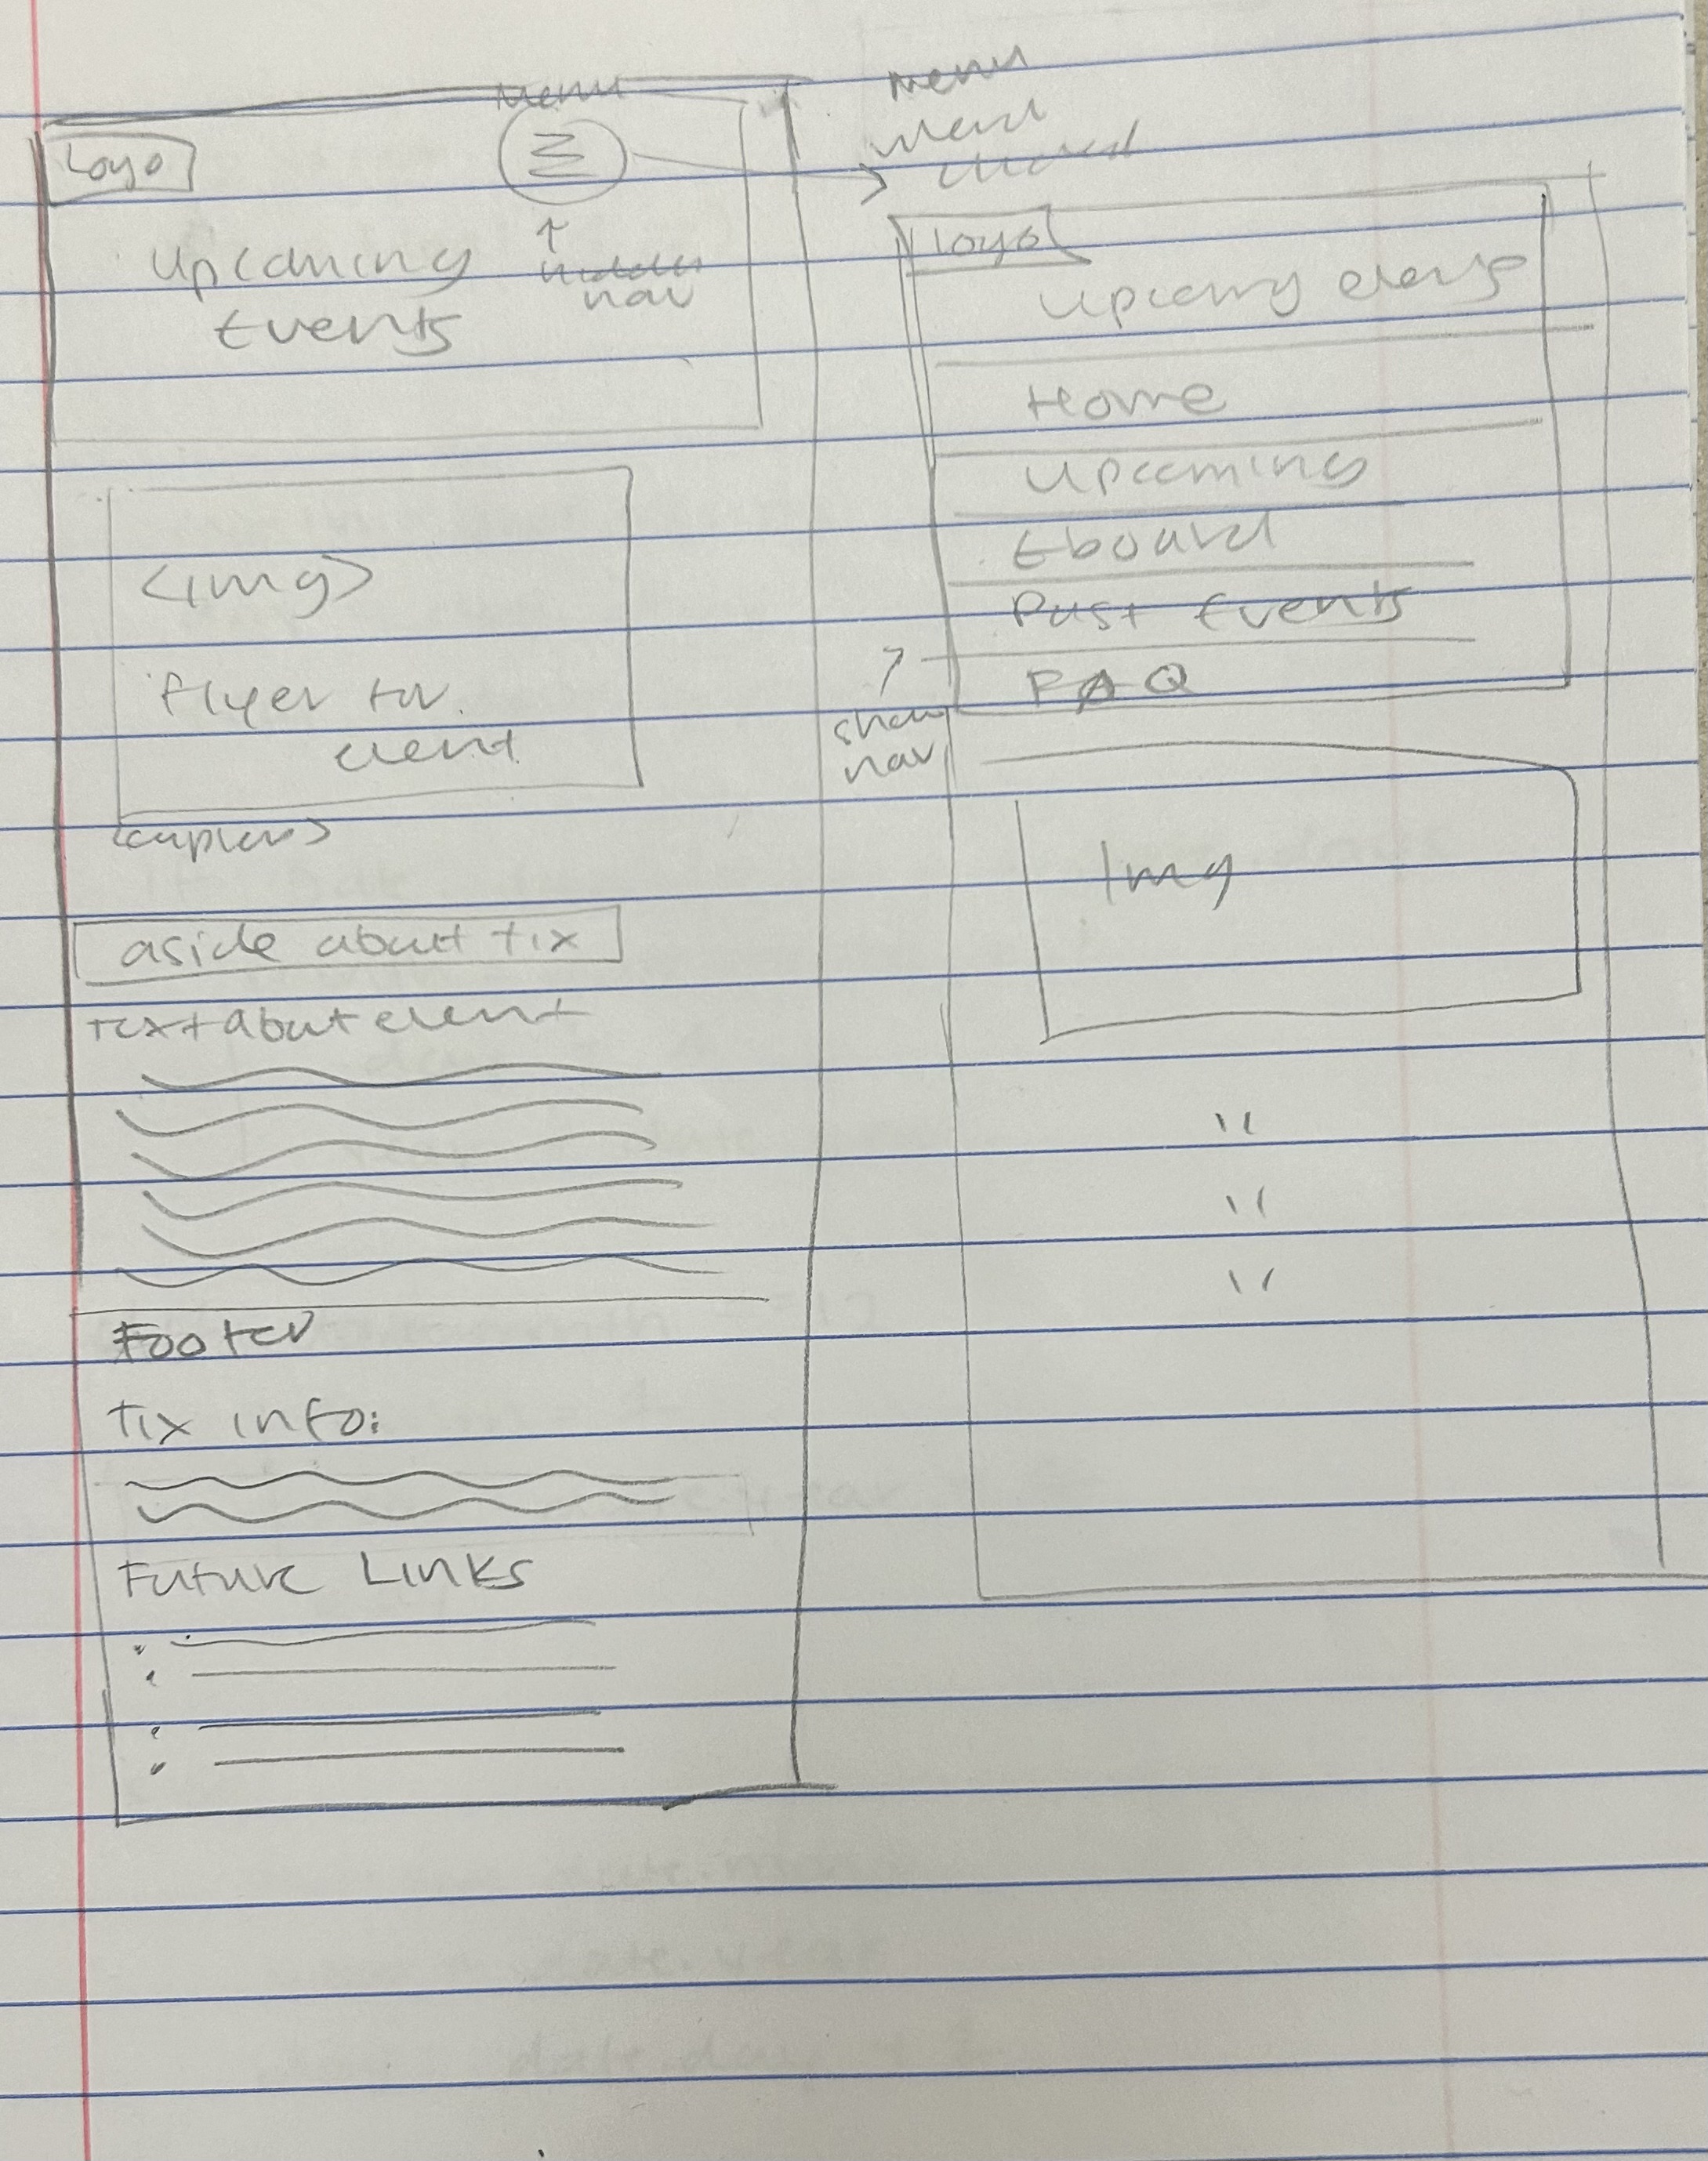 Menu
Logo
↑
hidden
nav
Upcoming
Events
<img>
Flyer for
event
<caption>
aside about tix
Text about event
Footer
Tix info:
Future Links
Menu
when
clicked
Logo
Upcoming events
Home
Upcoming
Eboard
Past Events
FAQ
show
nav
Img
"
"
"